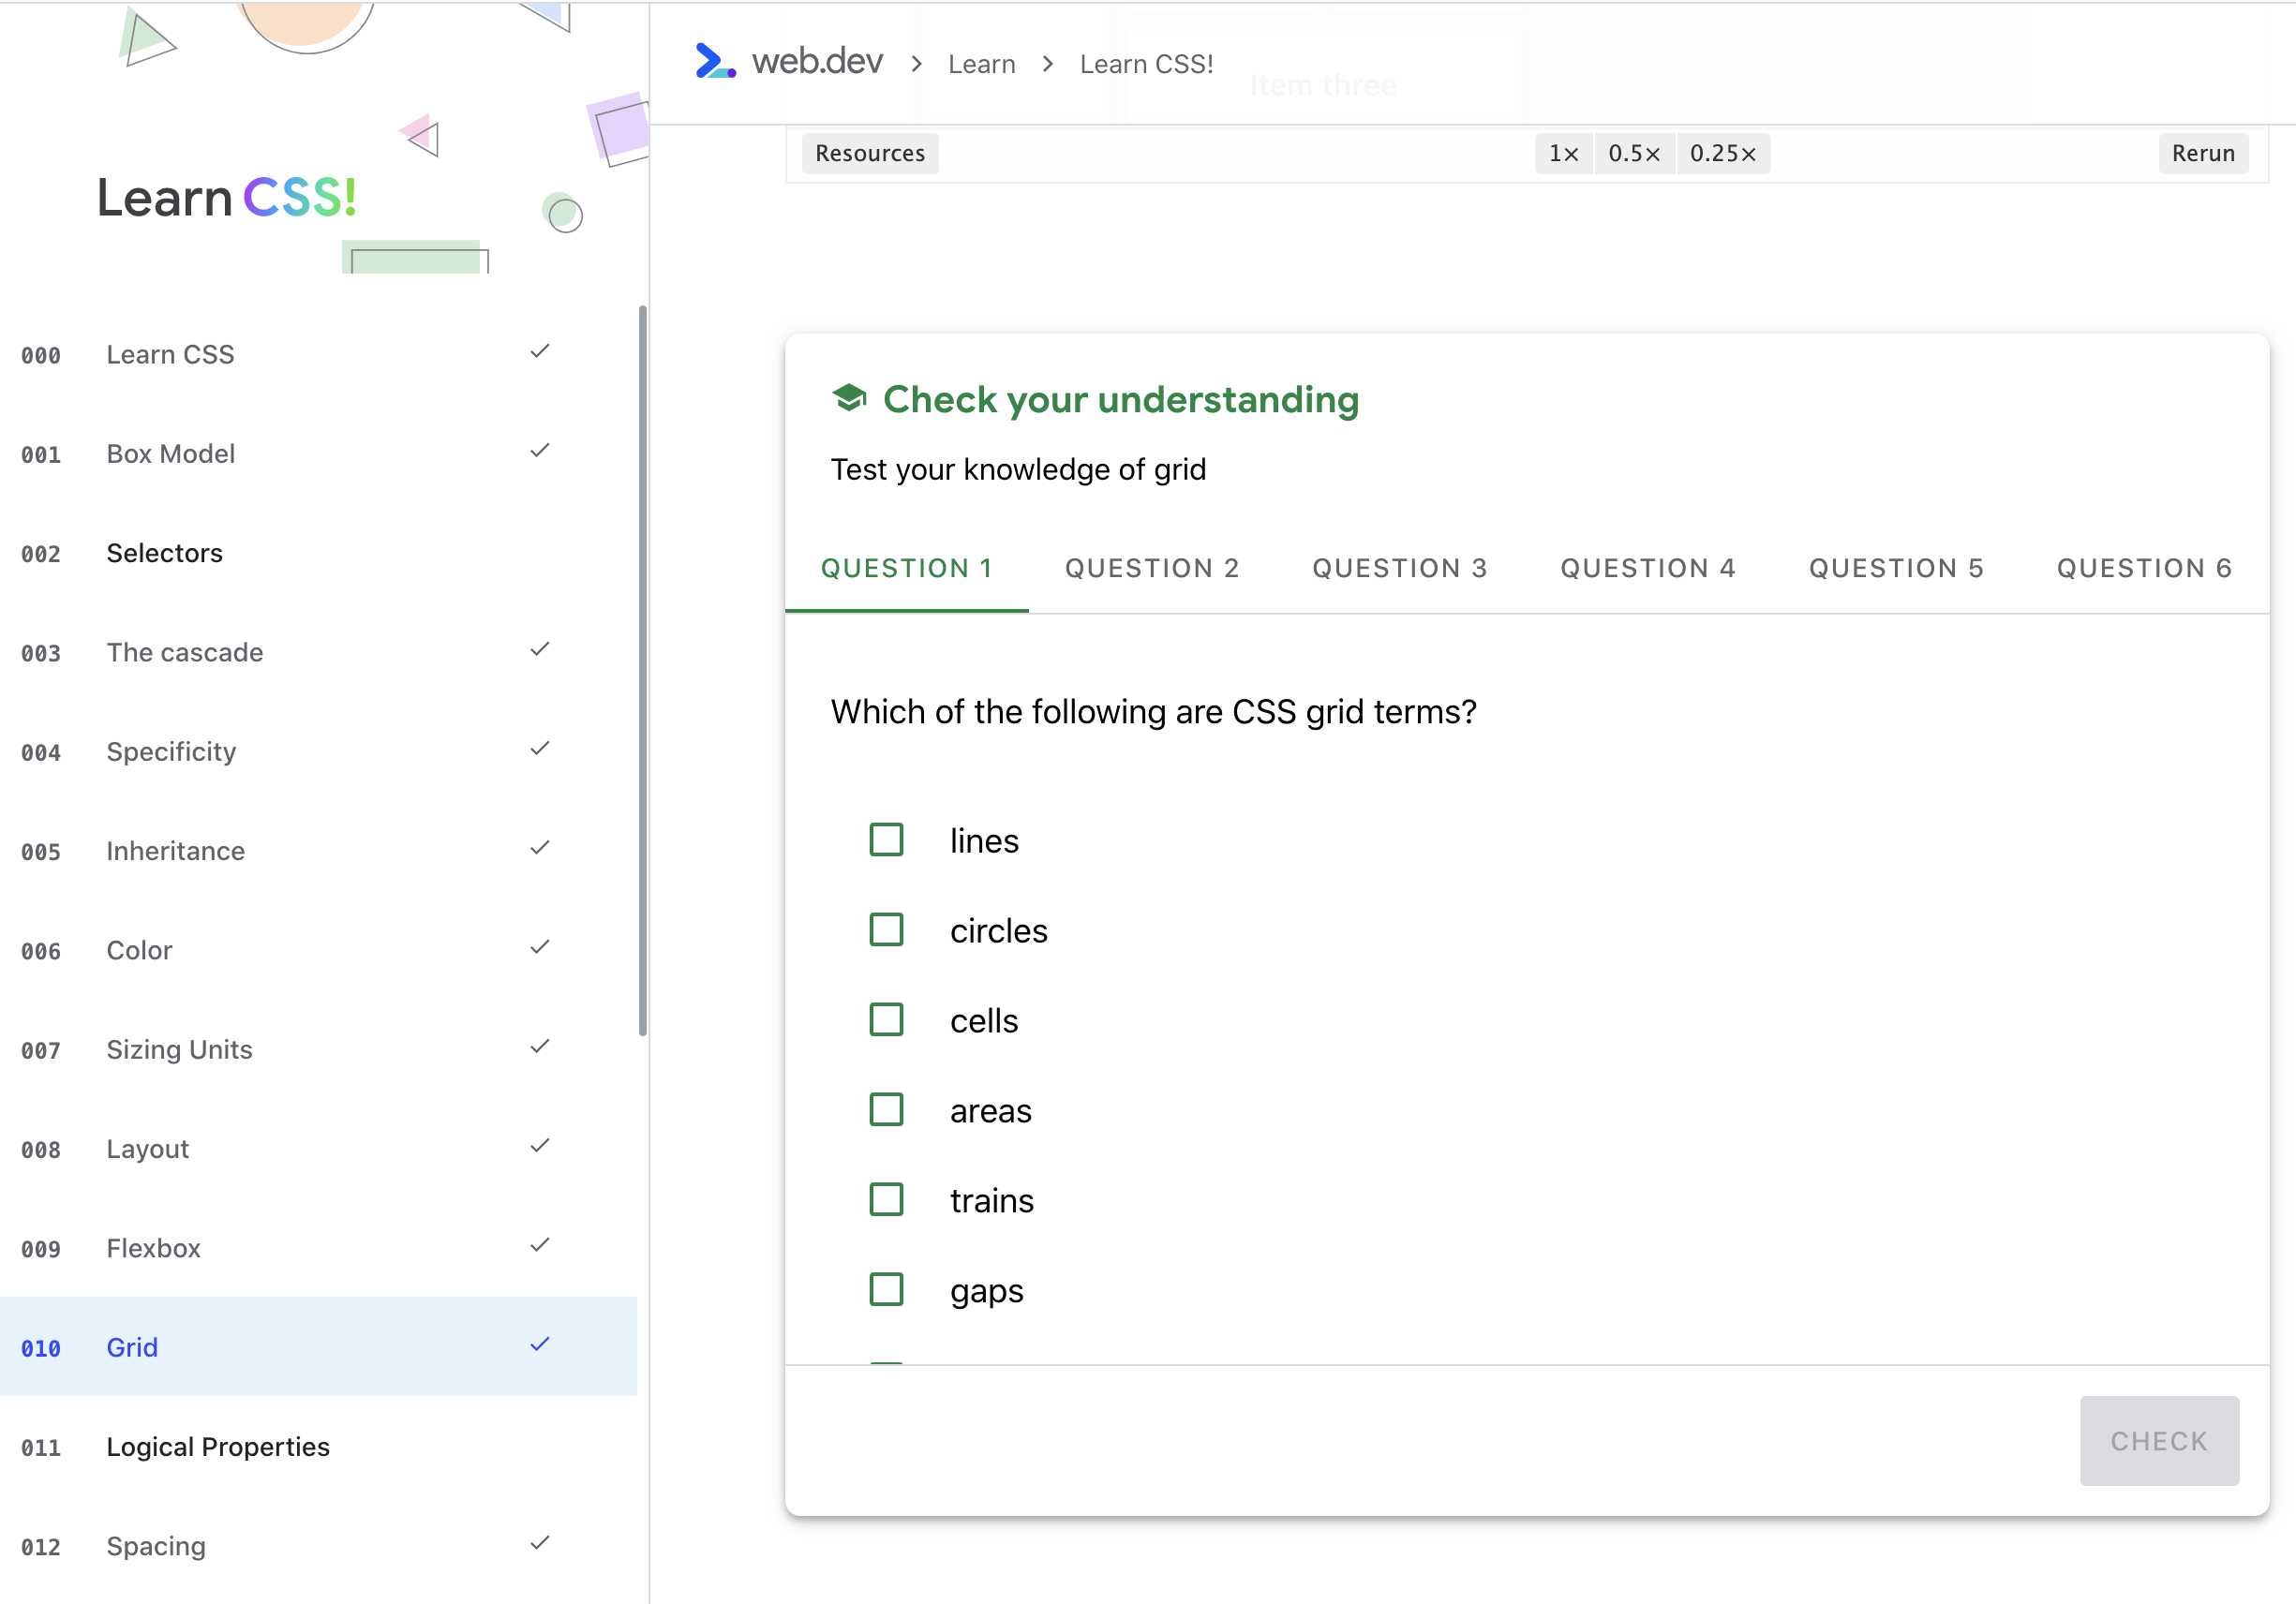 Learn CSS!
000 Learn CSS
001 Box Model
002 Selectors
003 The cascade
004 Specificity
005 Inheritance
006 Color
007 Sizing Units
008 Layout
009 Flexbox
010 Grid
011 Logical Properties
012 Spacing
web.dev > Learn > Learn CSS!
Item three
Resources 1× 0.5× 0.25× Rerun
Check your understanding
Test your knowledge of grid
QUESTION 1 QUESTION 2 QUESTION 3 QUESTION 4 QUESTION 5 QUESTION 6
Which of the following are CSS grid terms?
lines
circles
cells
areas
trains
gaps
CHECK